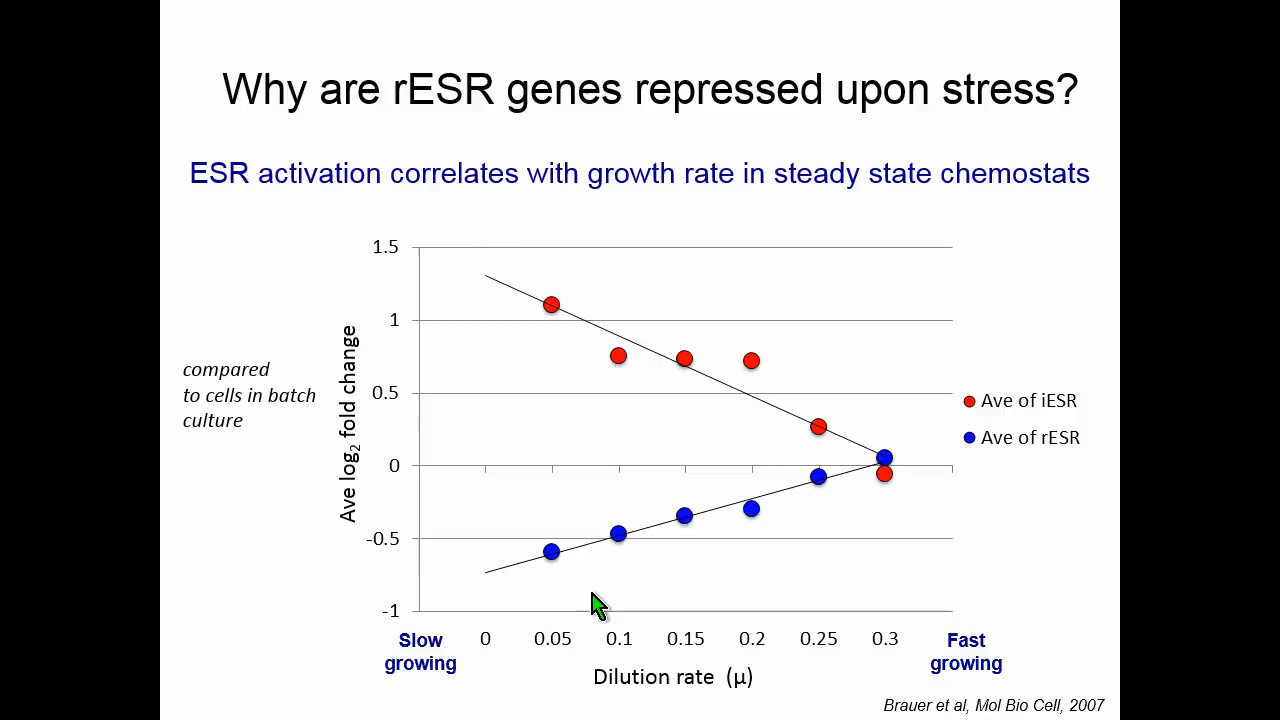 Why are rESR genes repressed upon stress?
ESR activation correlates with growth rate in steady state chemostats
compared
to cells in batch
culture
Ave log2 fold change
1.5
1
0.5
0
-0.5
-1
Ave of iESR
Ave of rESR
0 0.05 0.1 0.15 0.2 0.25 0.3
Slow
growing
Fast
growing
Dilution rate (µ)
Brauer et al, Mol Bio Cell, 2007